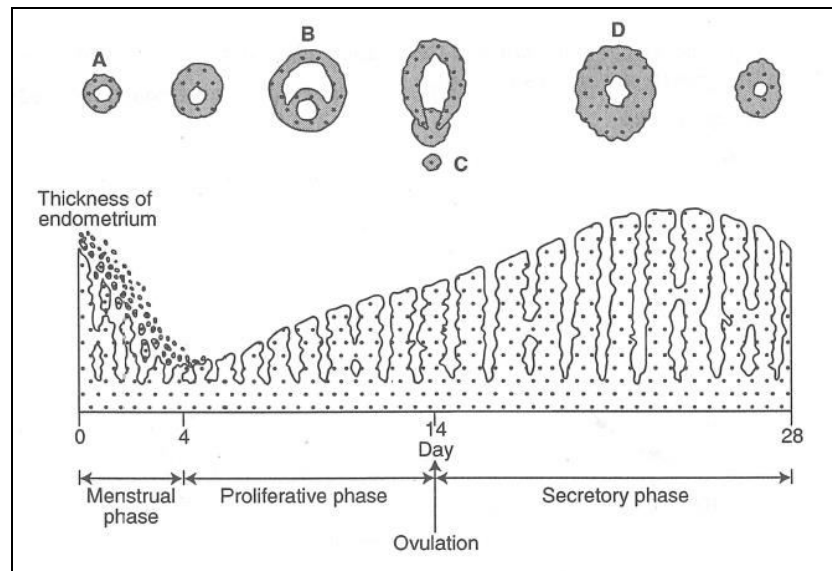 A
B
C
D
Thickness of
endometrium
0
4
14
28
Day
Menstrual
phase
Proliferative phase
Secretory phase
Ovulation